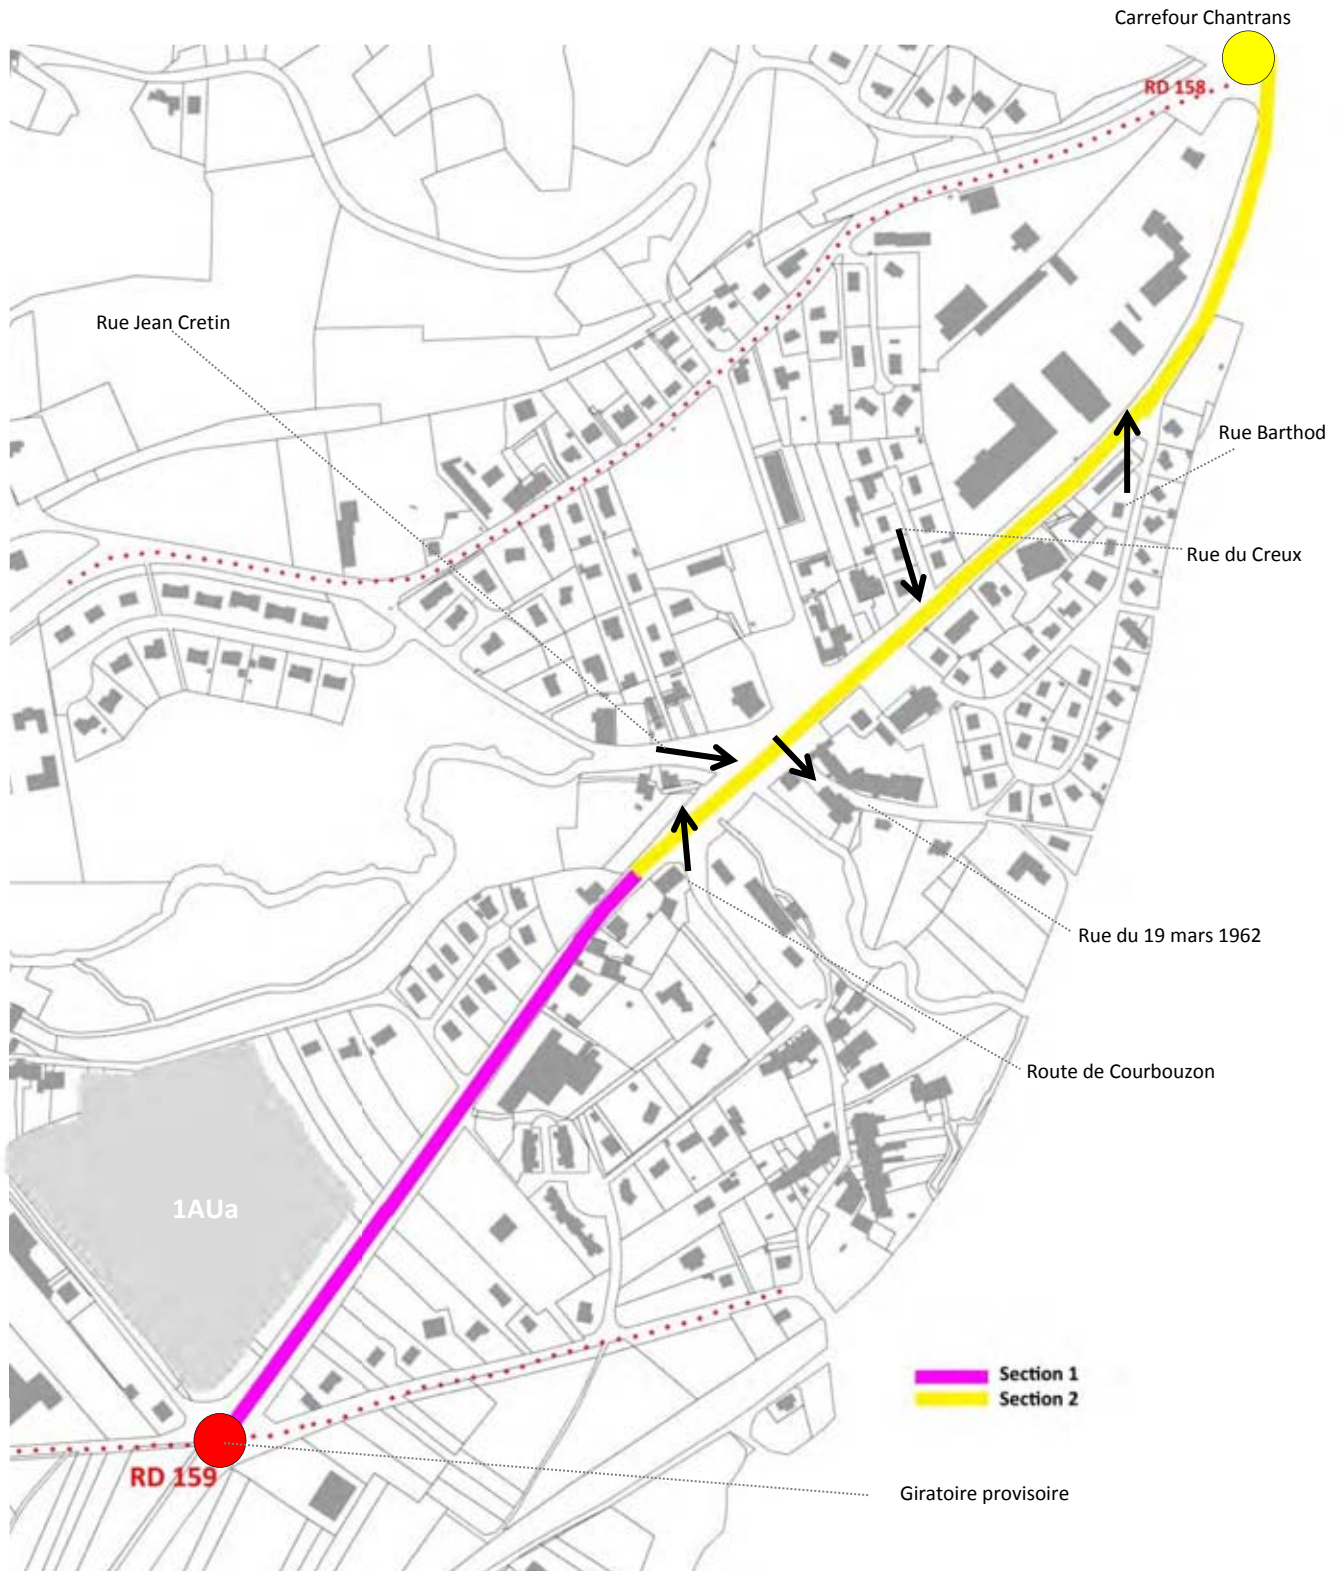 Carrefour Chantrans
RD 158
Rue Jean Cretin
Rue Barthod
Rue du Creux
Rue du 19 mars 1962
Route de Courbouzon
1AUa
Section 1
Section 2
RD 159
Giratoire provisoire